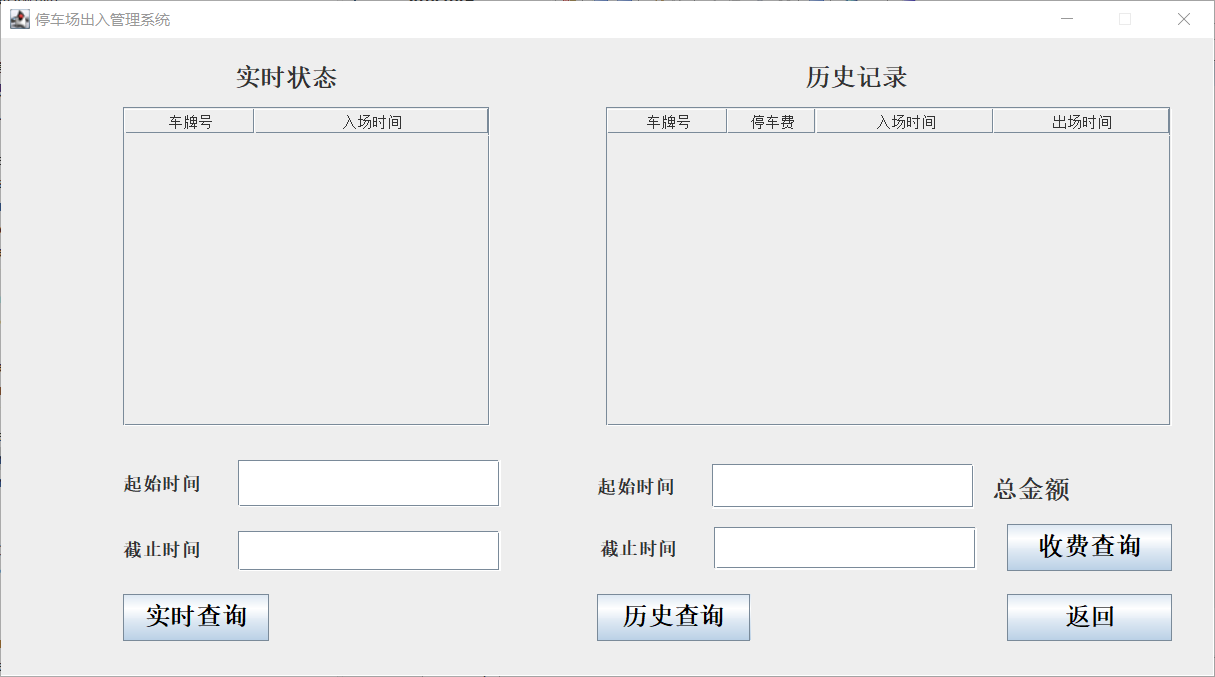 停车场出入管理系统
实时状态
历史记录
车牌号 入场时间
车牌号 停车费 入场时间 出场时间
起始时间
起始时间
总金额
截止时间
截止时间
收费查询
实时查询
历史查询
返回